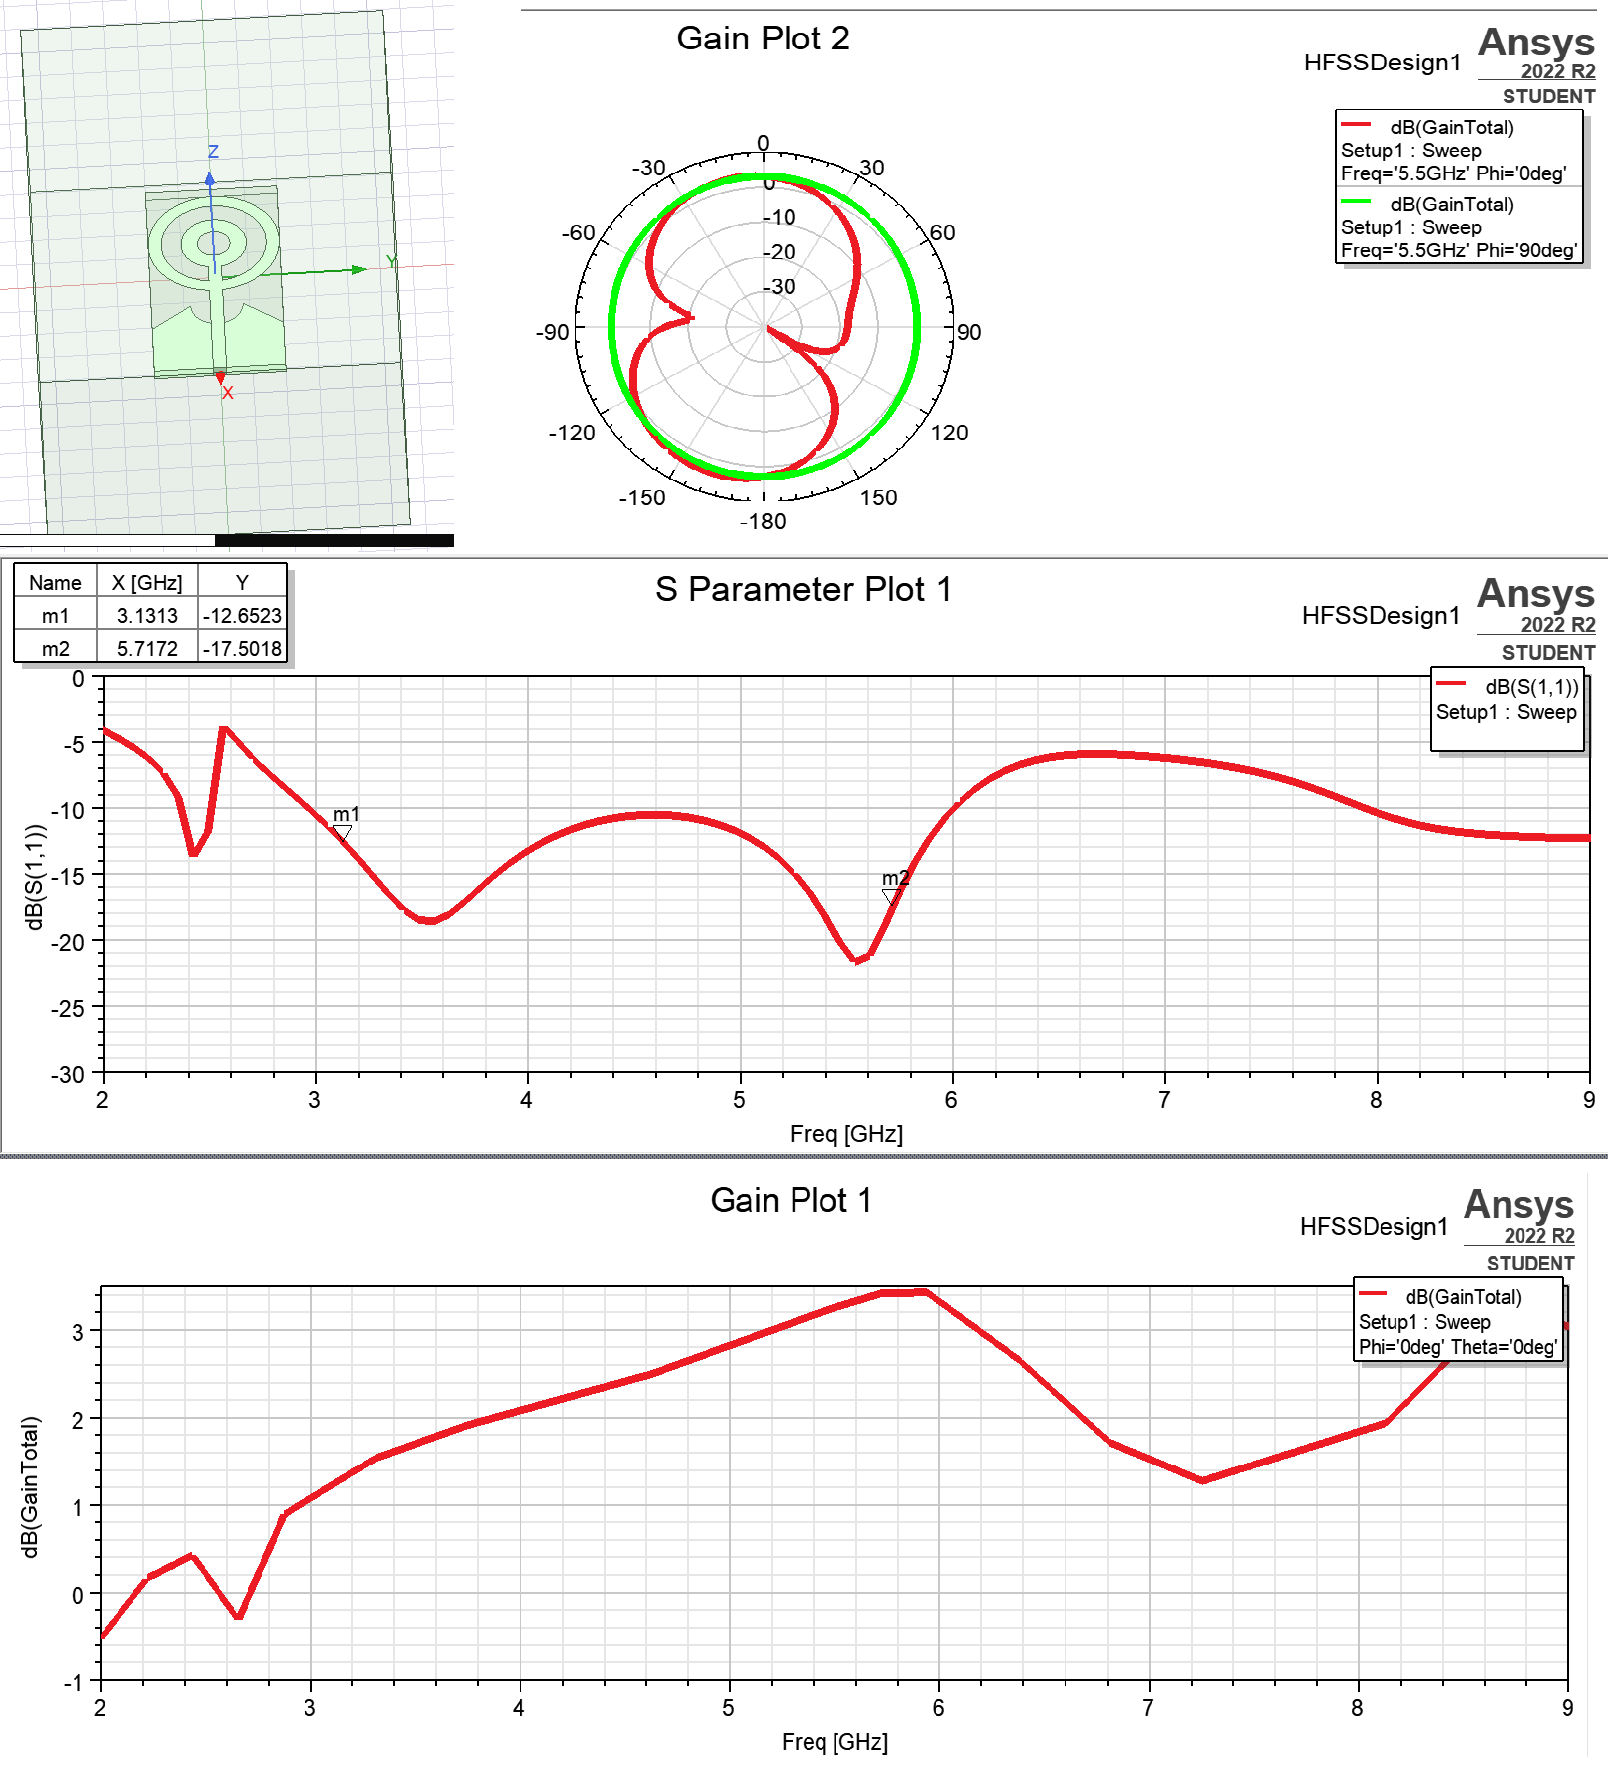 Z
Y
X
Gain Plot 2
HFSSDesign1
Ansys
2022 R2
STUDENT
dB(GainTotal)
Setup1 : Sweep
Freq='5.5GHz' Phi='0deg'
dB(GainTotal)
Setup1 : Sweep
Freq='5.5GHz' Phi='90deg'
0
-30
30
0
-10
-60
60
-20
-30
-90
90
-120
120
-150
150
-180
Name X [GHz] Y
m1 3.1313 -12.6523
m2 5.7172 -17.5018
S Parameter Plot 1
HFSSDesign1
Ansys
2022 R2
STUDENT
dB(S(1,1))
Setup1 : Sweep
0
-5
-10
-15
-20
-25
-30
dB(S(1,1))
m1
m2
2 3 4 5 6 7 8 9
Freq [GHz]
Gain Plot 1
HFSSDesign1
Ansys
2022 R2
STUDENT
dB(GainTotal)
Setup1 : Sweep
Phi='0deg' Theta='0deg'
3
2
1
0
-1
dB(GainTotal)
2 3 4 5 6 7 8 9
Freq [GHz]